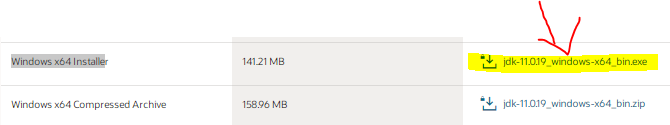 Windows x64 Installer 141.21 MB jdk-11.0.19_windows-x64_bin.exe
Windows x64 Compressed Archive 158.96 MB jdk-11.0.19_windows-x64_bin.zip